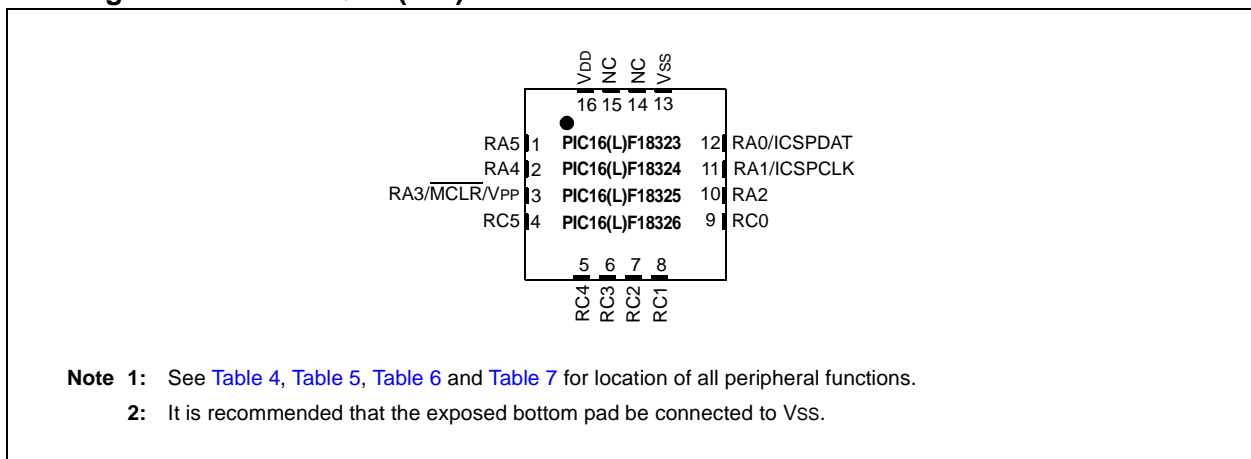 VDD
NC
NC
VSS
16 15 14 13
RA5 1 PIC16(L)F18323 12 RA0/ICSPDAT
RA4 2 PIC16(L)F18324 11 RA1/ICSPCLK
RA3/MCLR/VPP 3 PIC16(L)F18325 10 RA2
RC5 4 PIC16(L)F18326 9 RC0
5 6 7 8
RC4
RC3
RC2
RC1
Note 1: See Table 4, Table 5, Table 6 and Table 7 for location of all peripheral functions.
2: It is recommended that the exposed bottom pad be connected to VSS.